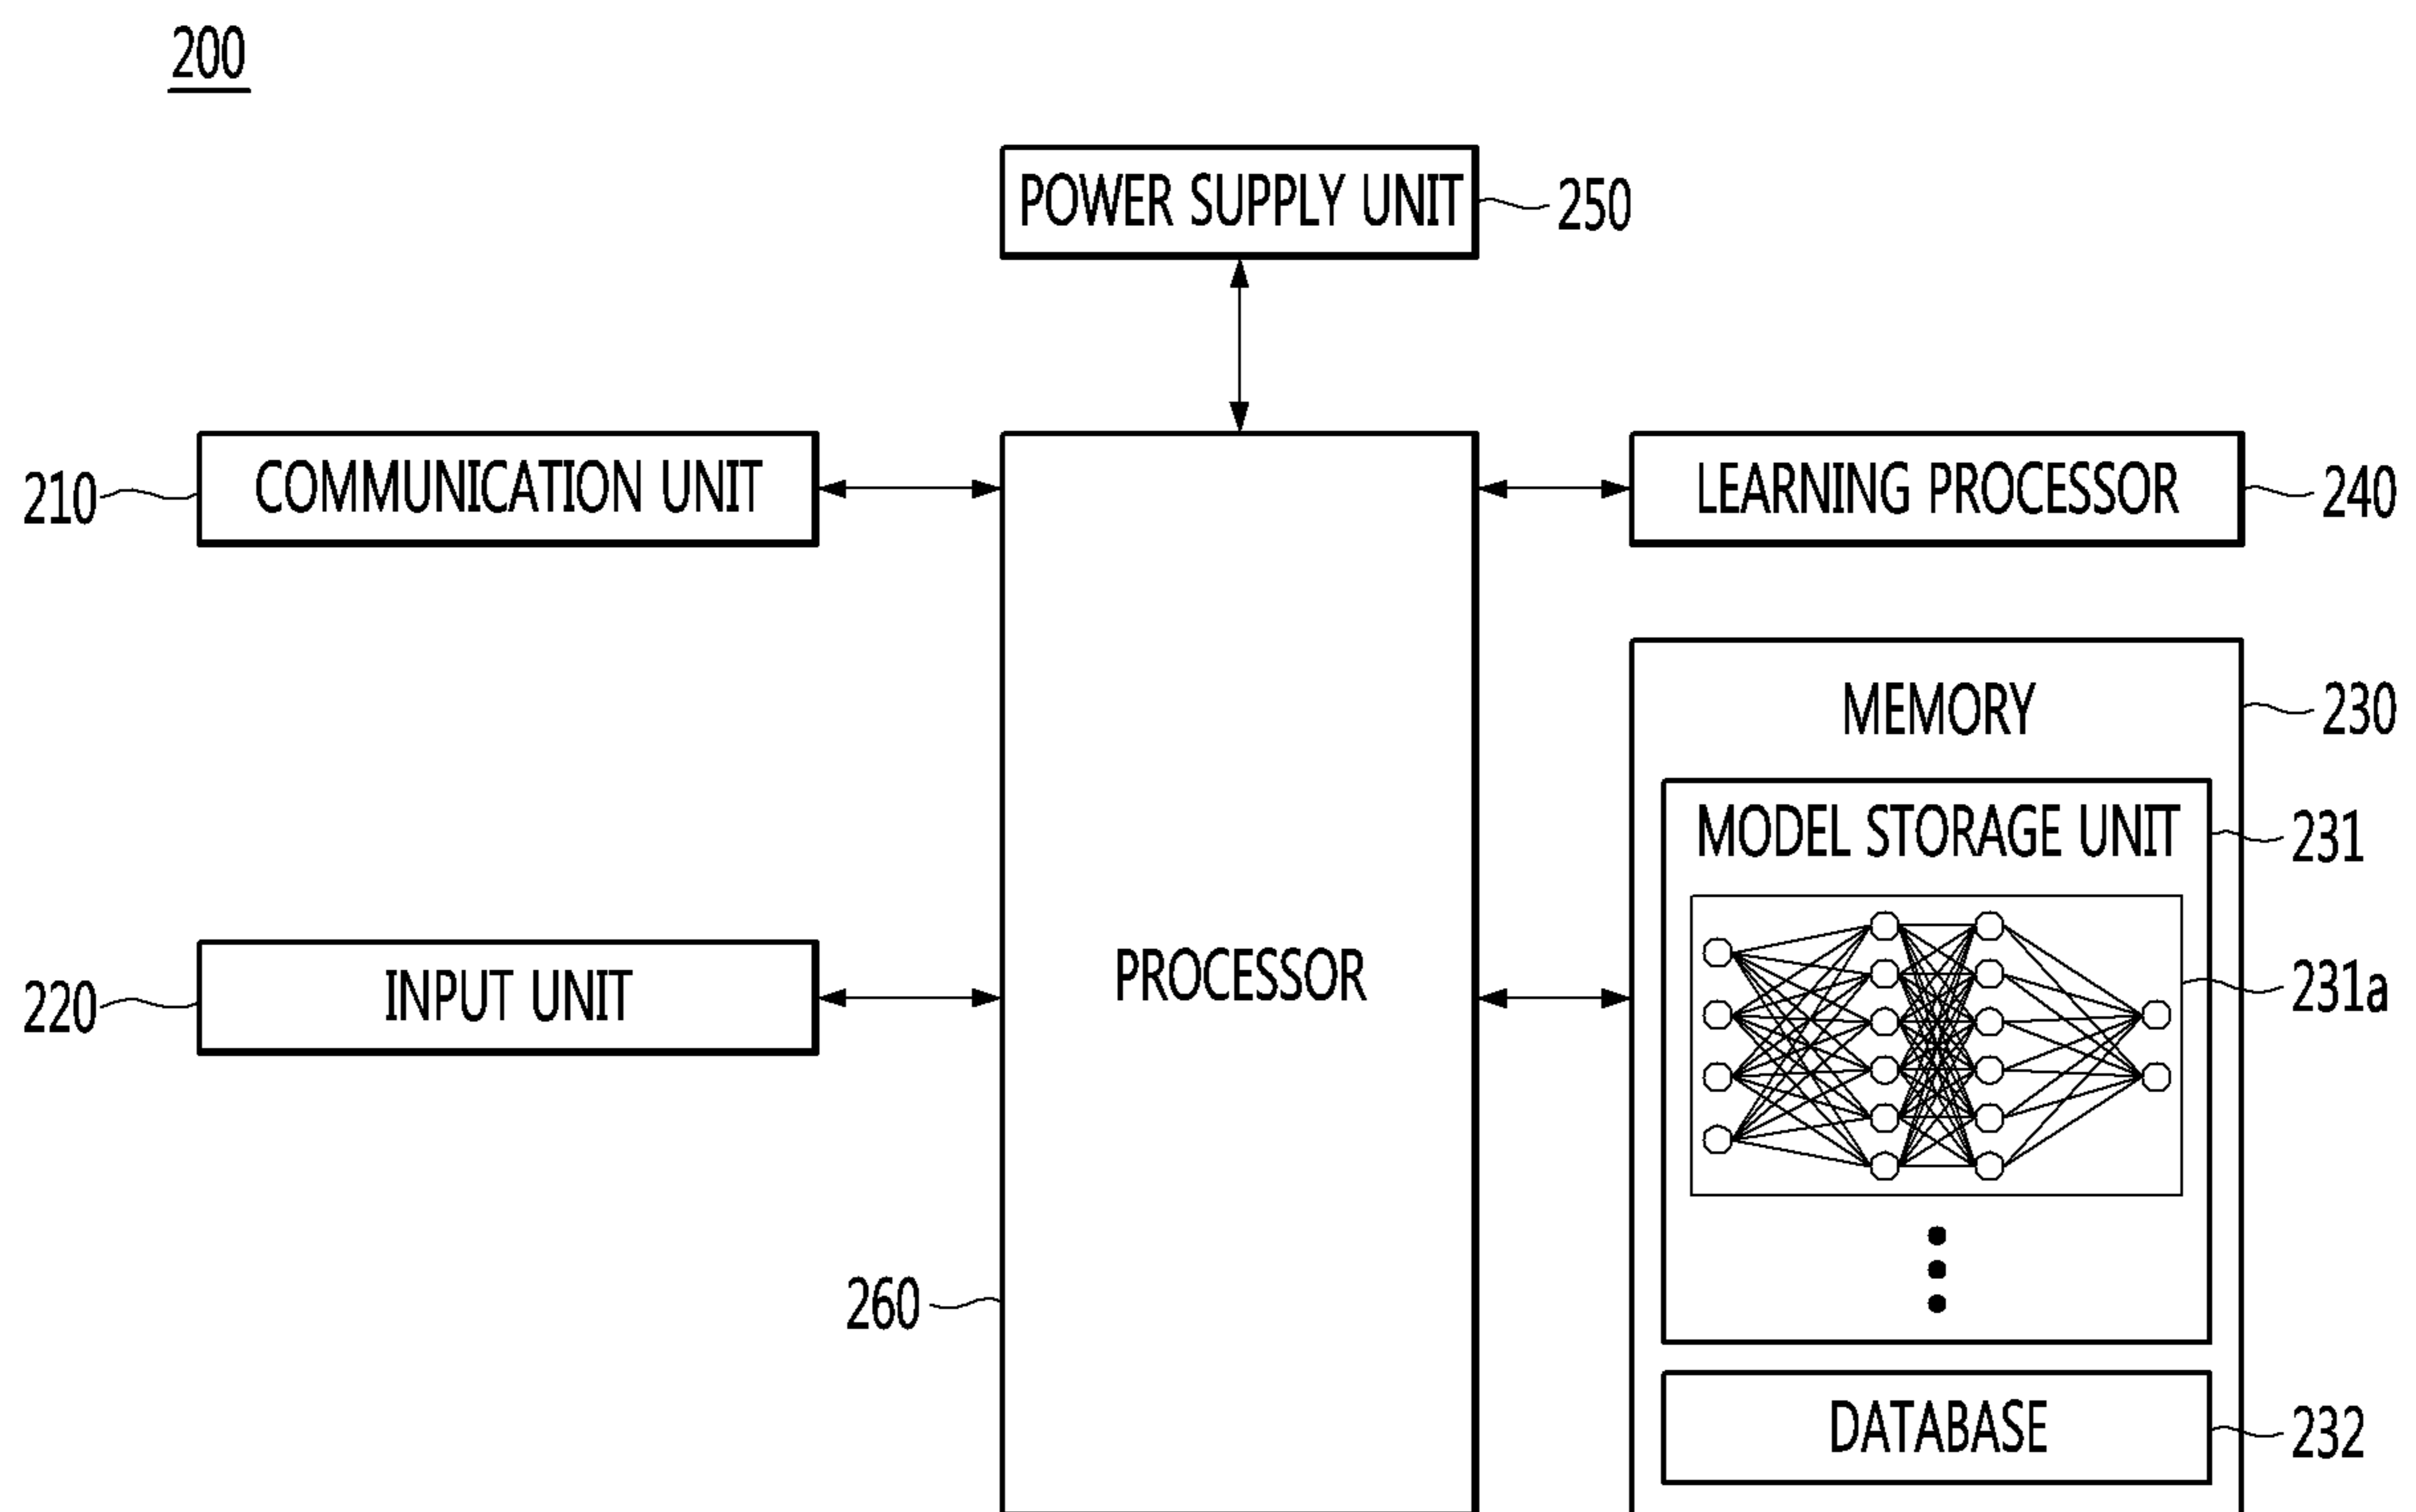 200
POWER SUPPLY UNIT
250
210
COMMUNICATION UNIT
LEARNING PROCESSOR
240
MEMORY
230
MODEL STORAGE UNIT
231
231a
220
INPUT UNIT
PROCESSOR
260
DATABASE
232